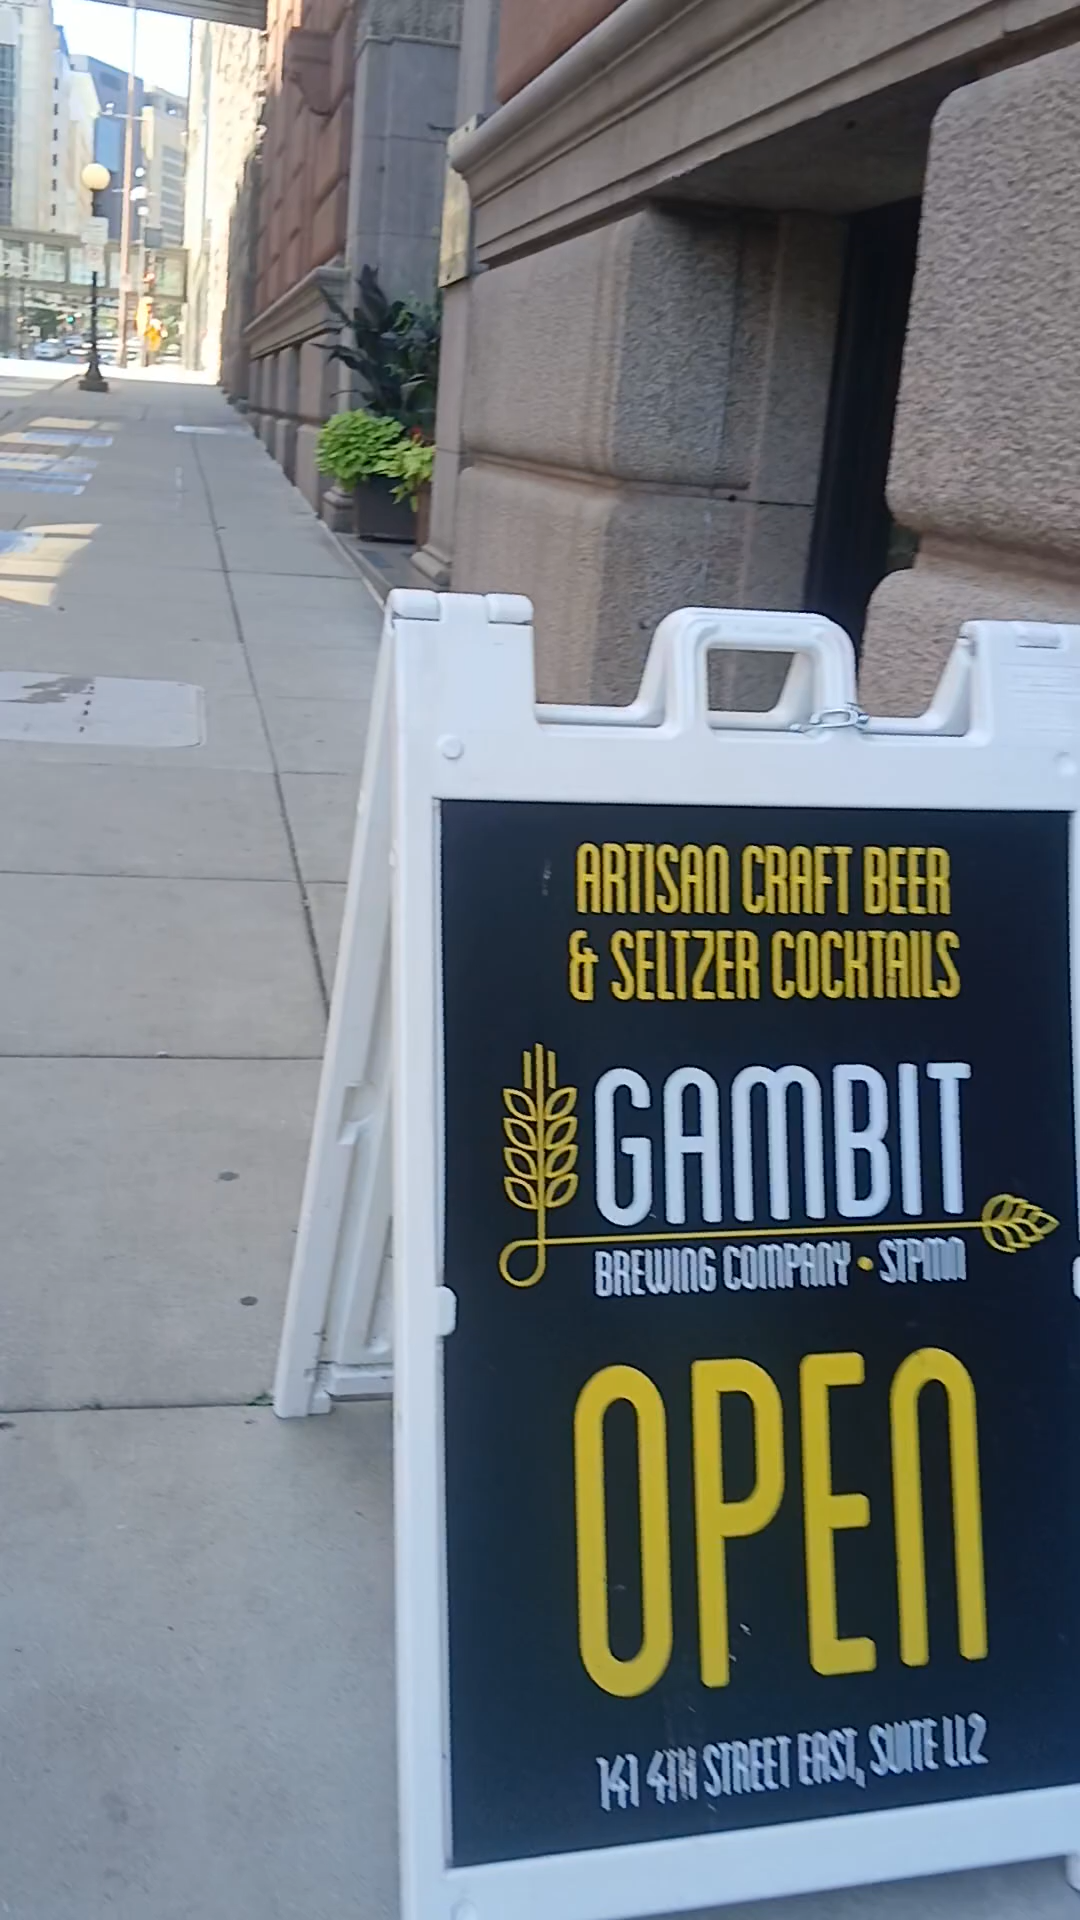 ARTISAN CRAFT BEER
& SELTZER COCKTAILS
GAMBIT
BREWING COMPANY • STPMN
OPEN
141 4TH STREET EAST, SUITE LL2